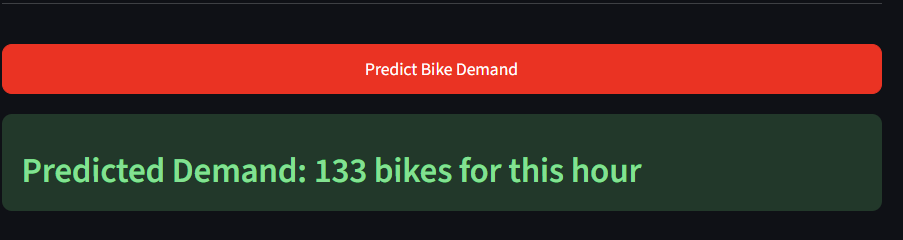 Predict Bike Demand
Predicted Demand: 133 bikes for this hour